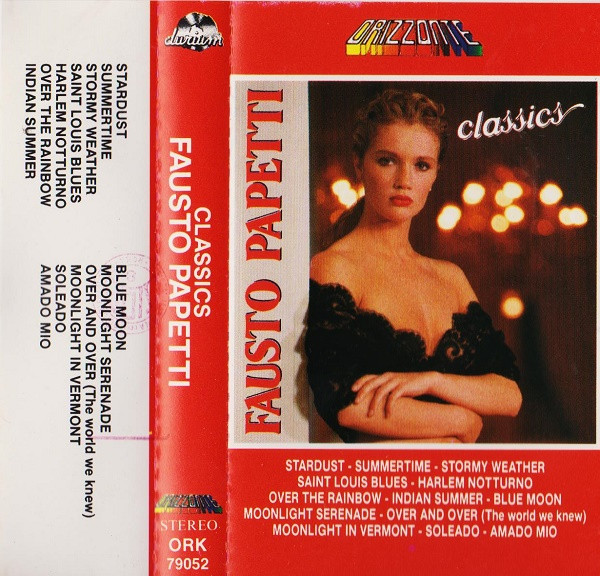 STARDUST
SUMMERTIME
STORMY WEATHER
SAINT LOUIS BLUES
HARLEM NOTTURNO
OVER THE RAINBOW
INDIAN SUMMER
BLUE MOON
MOONLIGHT SERENADE
OVER AND OVER (The world we knew)
MOONLIGHT IN VERMONT
SOLEADO
AMADO MIO
durium
CLASSICS
FAUSTO PAPETTI
ORIZZONTE
STEREO
ORK
79052
ORIZZONTE
classics
FAUSTO PAPETTI
STARDUST - SUMMERTIME - STORMY WEATHER
SAINT LOUIS BLUES - HARLEM NOTTURNO
OVER THE RAINBOW - INDIAN SUMMER - BLUE MOON
MOONLIGHT SERENADE - OVER AND OVER (The world we knew)
MOONLIGHT IN VERMONT - SOLEADO - AMADO MIO